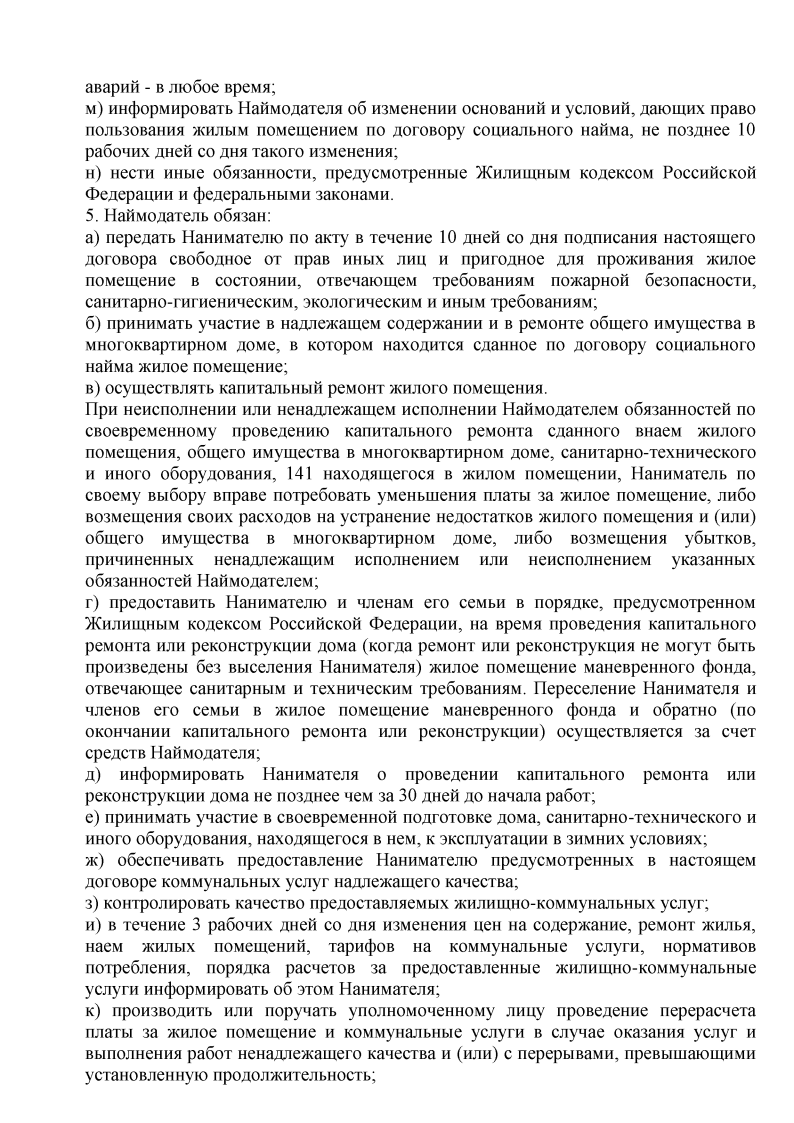 аварий - в любое время;
м) информировать Наймодателя об изменении оснований и условий, дающих право
пользования жилым помещением по договору социального найма, не позднее 10
рабочих дней со дня такого изменения;
н) нести иные обязанности, предусмотренные Жилищным кодексом Российской
Федерации и федеральными законами.
5. Наймодатель обязан:
а) передать Нанимателю по акту в течение 10 дней со дня подписания настоящего
договора свободное от прав иных лиц и пригодное для проживания жилое
помещение в состоянии, отвечающем требованиям пожарной безопасности,
санитарно-гигиеническим, экологическим и иным требованиям;
б) принимать участие в надлежащем содержании и в ремонте общего имущества в
многоквартирном доме, в котором находится сданное по договору социального
найма жилое помещение;
в) осуществлять капитальный ремонт жилого помещения.
При неисполнении или ненадлежащем исполнении Наймодателем обязанностей по
своевременному проведению капитального ремонта сданного внаем жилого
помещения, общего имущества в многоквартирном доме, санитарно-технического
и иного оборудования, 141 находящегося в жилом помещении, Наниматель по
своему выбору вправе потребовать уменьшения платы за жилое помещение, либо
возмещения своих расходов на устранение недостатков жилого помещения и (или)
общего имущества в многоквартирном доме, либо возмещения убытков,
причиненных ненадлежащим исполнением или неисполнением указанных
обязанностей Наймодателем;
г) предоставить Нанимателю и членам его семьи в порядке, предусмотренном
Жилищным кодексом Российской Федерации, на время проведения капитального
ремонта или реконструкции дома (когда ремонт или реконструкция не могут быть
произведены без выселения Нанимателя) жилое помещение маневренного фонда,
отвечающее санитарным и техническим требованиям. Переселение Нанимателя и
членов его семьи в жилое помещение маневренного фонда и обратно (по
окончании капитального ремонта или реконструкции) осуществляется за счет
средств Наймодателя;
д) информировать Нанимателя о проведении капитального ремонта или
реконструкции дома не позднее чем за 30 дней до начала работ;
е) принимать участие в своевременной подготовке дома, санитарно-технического и
иного оборудования, находящегося в нем, к эксплуатации в зимних условиях;
ж) обеспечивать предоставление Нанимателю предусмотренных в настоящем
договоре коммунальных услуг надлежащего качества;
з) контролировать качество предоставляемых жилищно-коммунальных услуг;
и) в течение 3 рабочих дней со дня изменения цен на содержание, ремонт жилья,
наем жилых помещений, тарифов на коммунальные услуги, нормативов
потребления, порядка расчетов за предоставленные жилищно-коммунальные
услуги информировать об этом Нанимателя;
к) производить или поручать уполномоченному лицу проведение перерасчета
платы за жилое помещение и коммунальные услуги в случае оказания услуг и
выполнения работ ненадлежащего качества и (или) с перерывами, превышающими
установленную продолжительность;